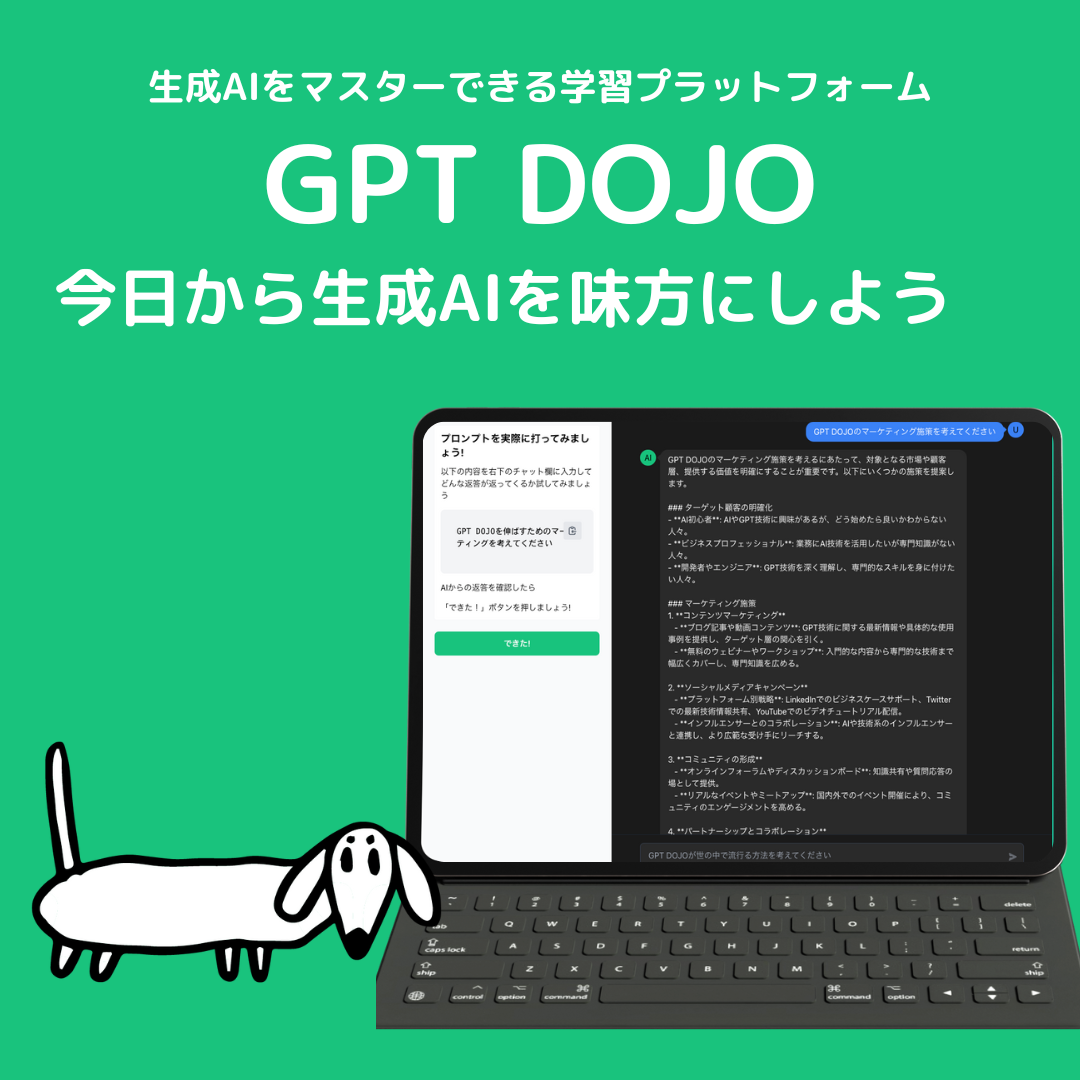 生成AIをマスターできる学習プラットフォーム
GPT DOJO
今日から生成AIを味方にしよう
プロンプトを実際に打ってみまし
ょう!
以下の内容を右下のチャット欄に入力して
どんな返答が返ってくるか試してみましょ
う
GPT DOJOを伸ばすためのマー
ティングを考えてください
AIからの返答を確認したら
「できた！」ボタンを押しましょう!
できた!
GPT DOJOのマーケティング施策を考えてください
U
AI
GPT DOJOのマーケティング施策を考えるにあたって、対象となる市場や顧客
層、提供する価値を明確にすることが重要です。以下にいくつかの施策を提案し
ます。
### ターゲット顧客の明確化
- **AI初心者**: AIやGPT技術に興味があるが、どう始めたら良いかわからない
人々。
- **ビジネスプロフェッショナル**: 業務にAI技術を活用したいが専門知識がない
人々。
- **開発者やエンジニア**: GPT技術を深く理解し、専門的なスキルを身に付けた
い人々。
### マーケティング施策
1. **コンテンツマーケティング**
- **ブログ記事や動画コンテンツ**: GPT技術に関する最新情報や具体的な使用
事例を提供し、ターゲット層の関心を引く。
- **無料のウェビナーやワークショップ**: 入門的な内容から専門的な技術まで
幅広くカバーし、専門知識を広める。
2. **ソーシャルメディアキャンペーン**
- **プラットフォーム別戦略**: LinkedInでのビジネスケースサポート、Twitter
での最新技術情報共有、YouTubeでのビデオチュートリアル配信。
- **インフルエンサーとのコラボレーション**: AIや技術系のインフルエンサー
と連携し、より広範な受け手にリーチする。
3. **コミュニティの形成**
- **オンラインフォーラムやディスカッションボード**: 知識共有や質問応答の
場として提供。
- **リアルなイベントやミートアップ**: 国内外でのイベント開催により、コミ
ュニティのエンゲージメントを高める。
4. **パートナーシップとコラボレーション**
GPT DOJOが世の中で流行る方法を考えてください
~ ! @ # $ % ^ & * ( ) _ + delete
1 2 3 4 5 6 7 8 9 0 - =
tab Q W E R T Y U I O P { } |
[ ] \
caps lock A S D F G H J K L : " return
; '
ship Z X C V B N M < > ? ship
, . /
control option command command option